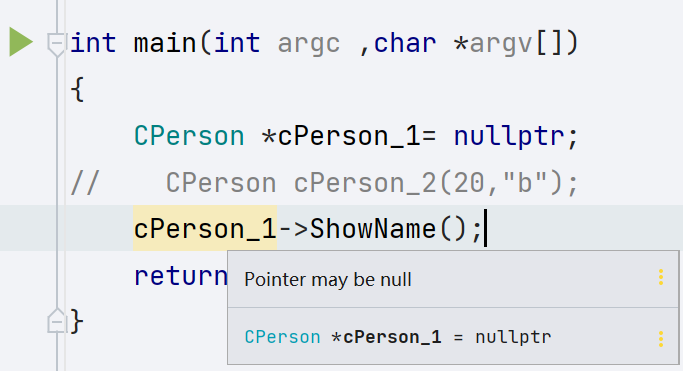 int main(int argc ,char *argv[])
{
CPerson *cPerson_1= nullptr;
//    CPerson cPerson_2(20,"b");
cPerson_1->ShowName();
return
Pointer may be null
}
CPerson *cPerson_1 = nullptr